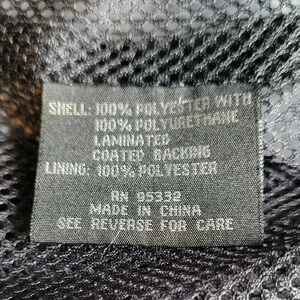 SHELL: 100% POLYESTER WITH
100% POLYURETHANE
LAMINATED
COATED BACKING
LINING: 100% POLYESTER
RN 95332
MADE IN CHINA
SEE REVERSE FOR CARE